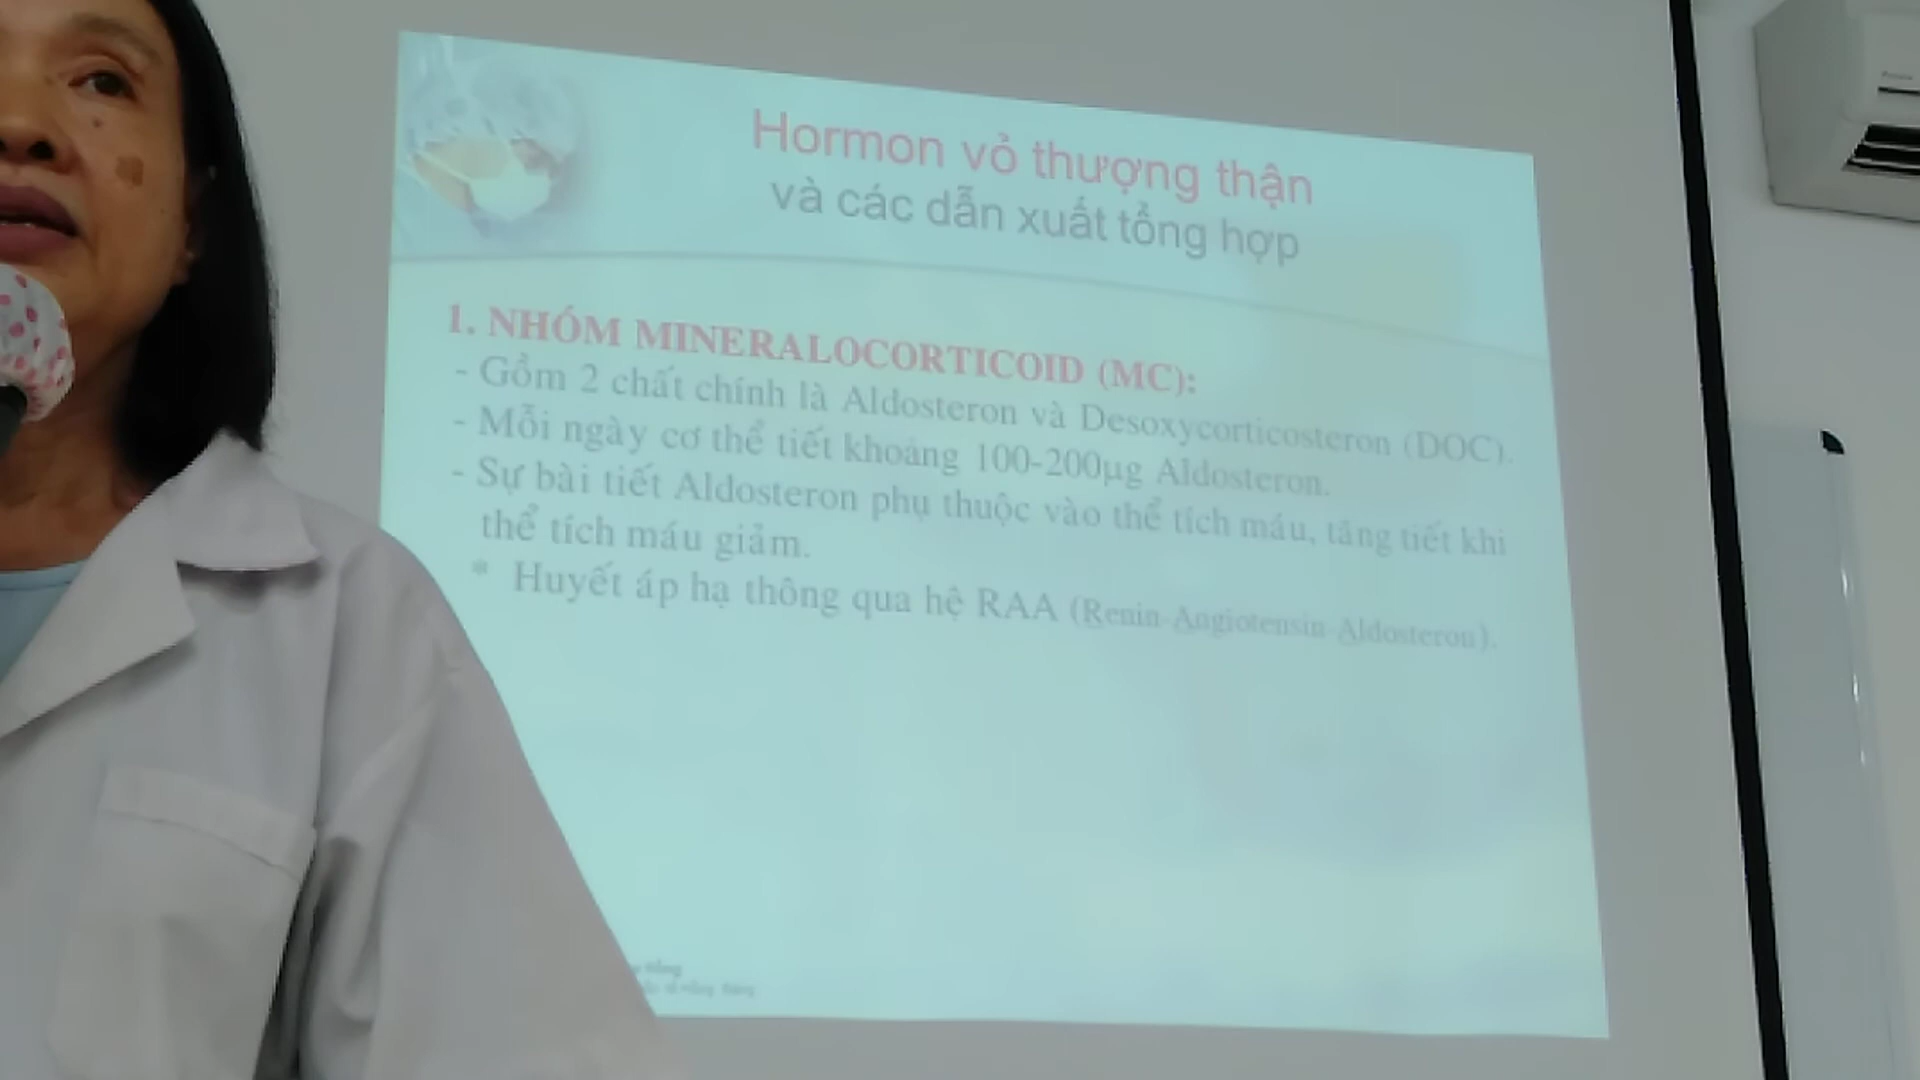 Hormon vỏ thượng thận
và các dẫn xuất tổng hợp
1. NHÓM MINERALOCORTICOID (MC):
- Gồm 2 chất chính là Aldosteron và Desoxycorticosteron (DOC).
- Mỗi ngày cơ thể tiết khoảng 100-200µg Aldosteron.
- Sự bài tiết Aldosteron phụ thuộc vào thể tích máu, tăng tiết khi
thể tích máu giảm.
* Huyết áp hạ thông qua hệ RAA (Renin-Angiotensin-Aldosteron).